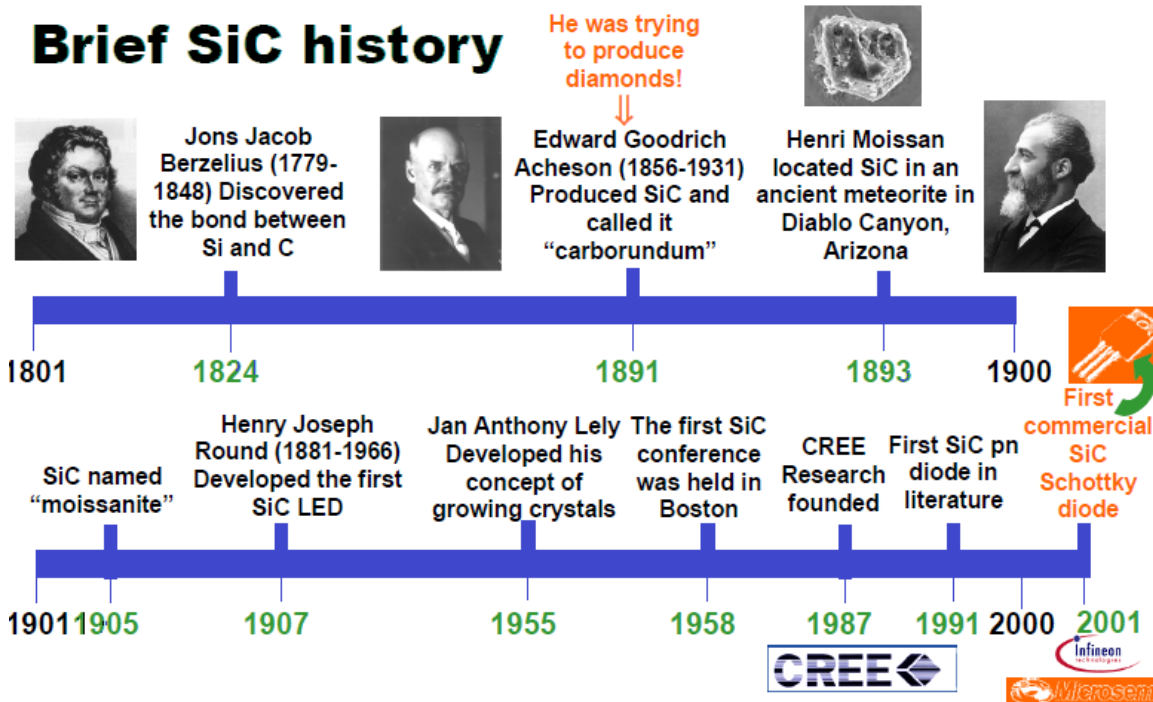 Brief SiC history
He was trying
to produce
diamonds!
Jons Jacob
Berzelius (1779-
1848) Discovered
the bond between
Si and C
Edward Goodrich
Acheson (1856-1931)
Produced SiC and
called it
“carborundum”
Henri Moissan
located SiC in an
ancient meteorite in
Diablo Canyon,
Arizona
1801
1824
1891
1893
1900
SiC named
“moissanite”
Henry Joseph
Round (1881-1966)
Developed the first
SiC LED
Jan Anthony Lely
Developed his
concept of
growing crystals
The first SiC
conference
was held in
Boston
CREE
Research
founded
First SiC pn
diode in
literature
First
commercial
SiC
Schottky
diode
1901
1905
1907
1955
1958
1987
1991
2000
2001
CREE
Infineon
technologies
Microsem